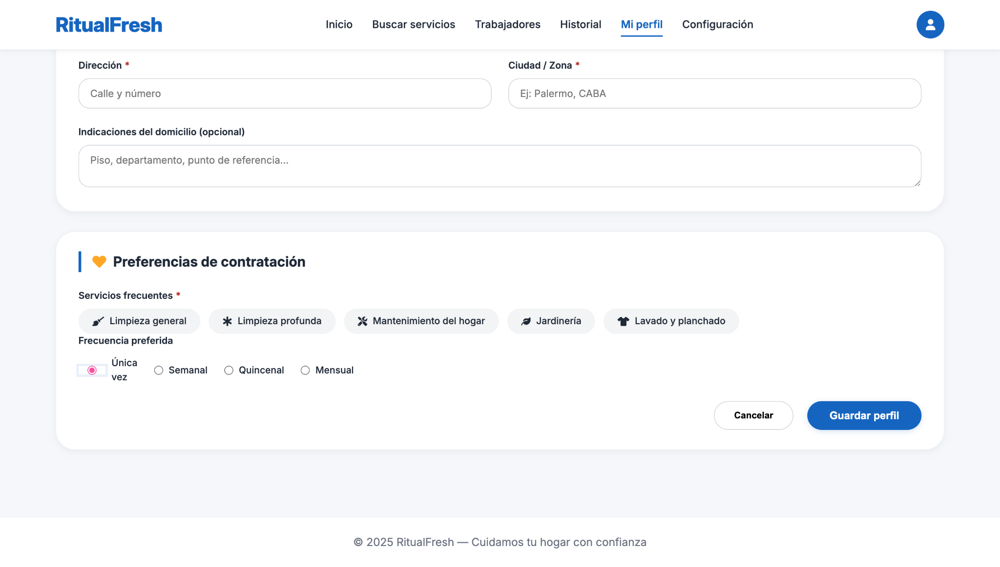 RitualFresh
Inicio
Buscar servicios
Trabajadores
Historial
Mi perfil
Configuración
Dirección *
Ciudad / Zona *
Calle y número
Ej: Palermo, CABA
Indicaciones del domicilio (opcional)
Piso, departamento, punto de referencia...
Preferencias de contratación
Servicios frecuentes *
Limpieza general
Limpieza profunda
Mantenimiento del hogar
Jardinería
Lavado y planchado
Frecuencia preferida
Única
vez
Semanal
Quincenal
Mensual
Cancelar
Guardar perfil
© 2025 RitualFresh — Cuidamos tu hogar con confianza